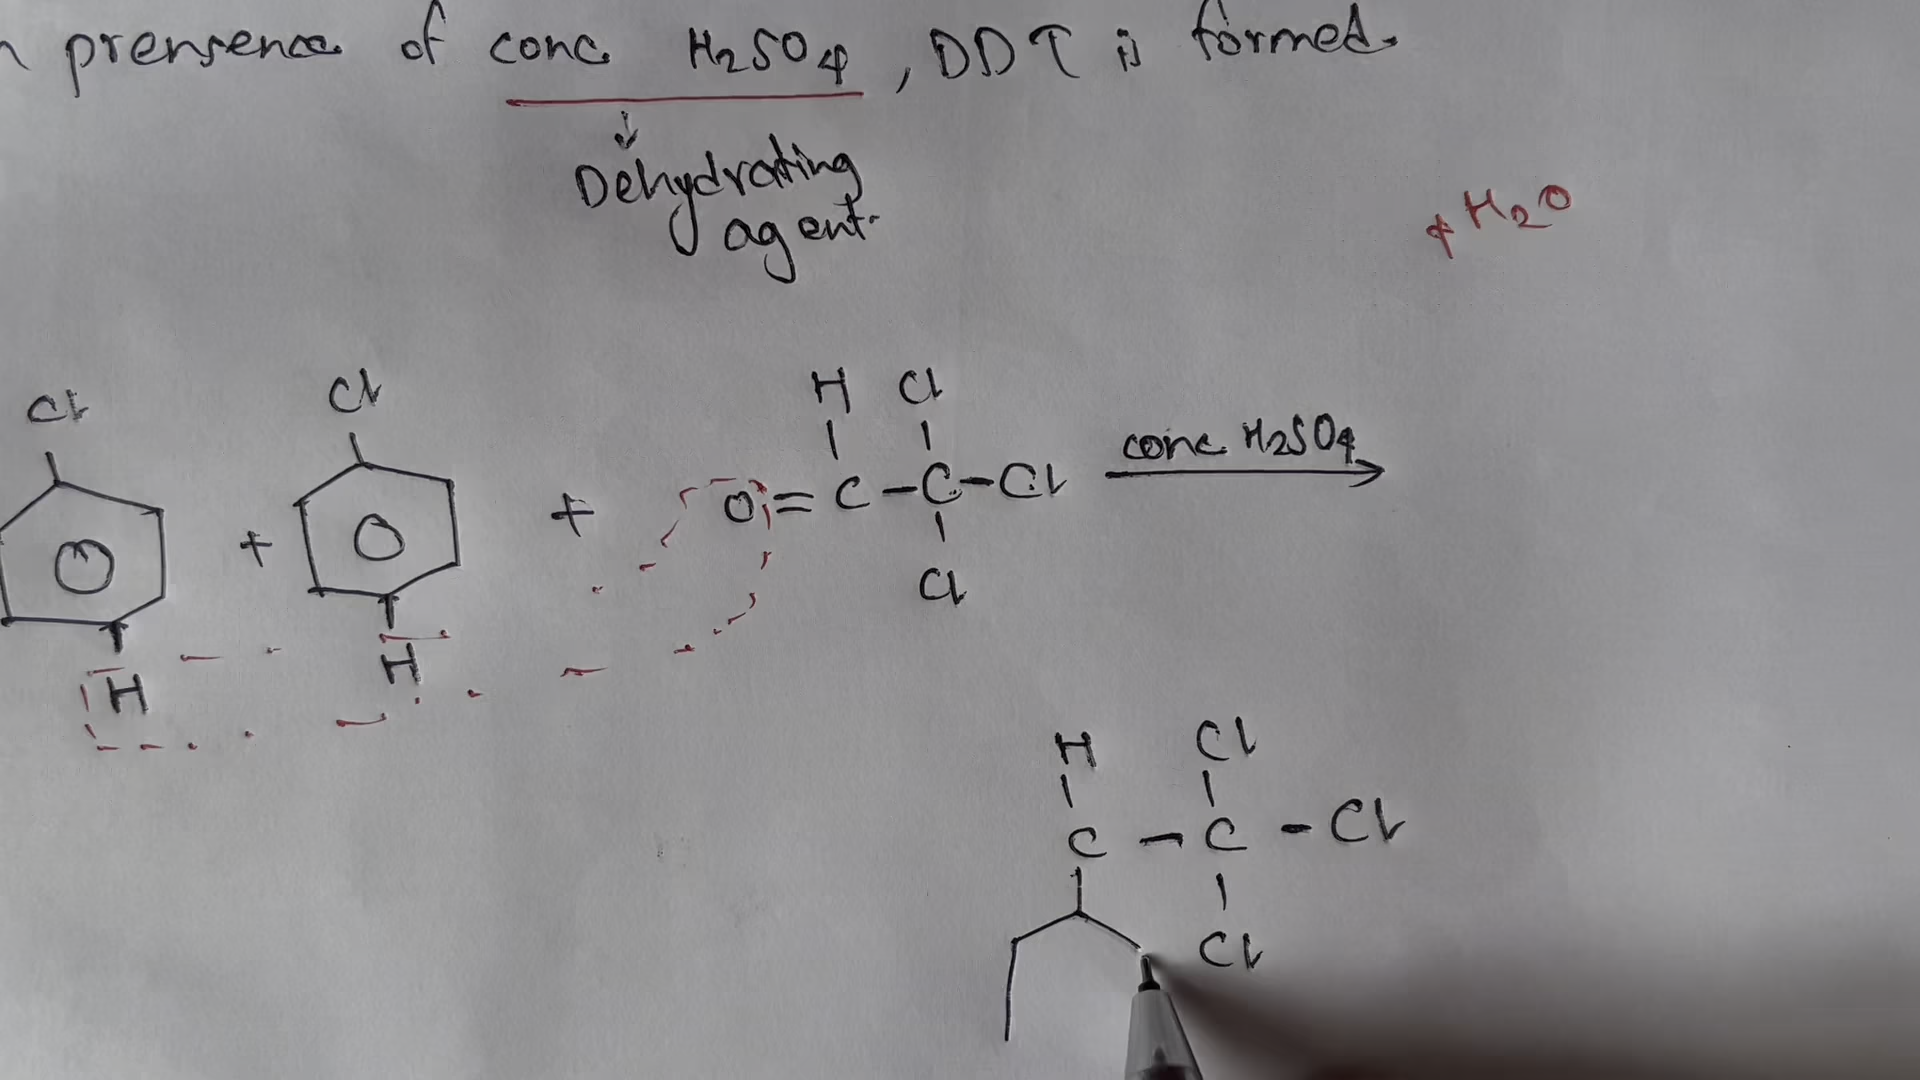 prensence of conc. H2SO4, DDT is formed.
↓
Dehydrating
agent.
+ H2O
Cl Cl H Cl
+ + O = C - C - Cl conc. H2SO4
Cl
H H
H Cl
C - C - Cl
Cl